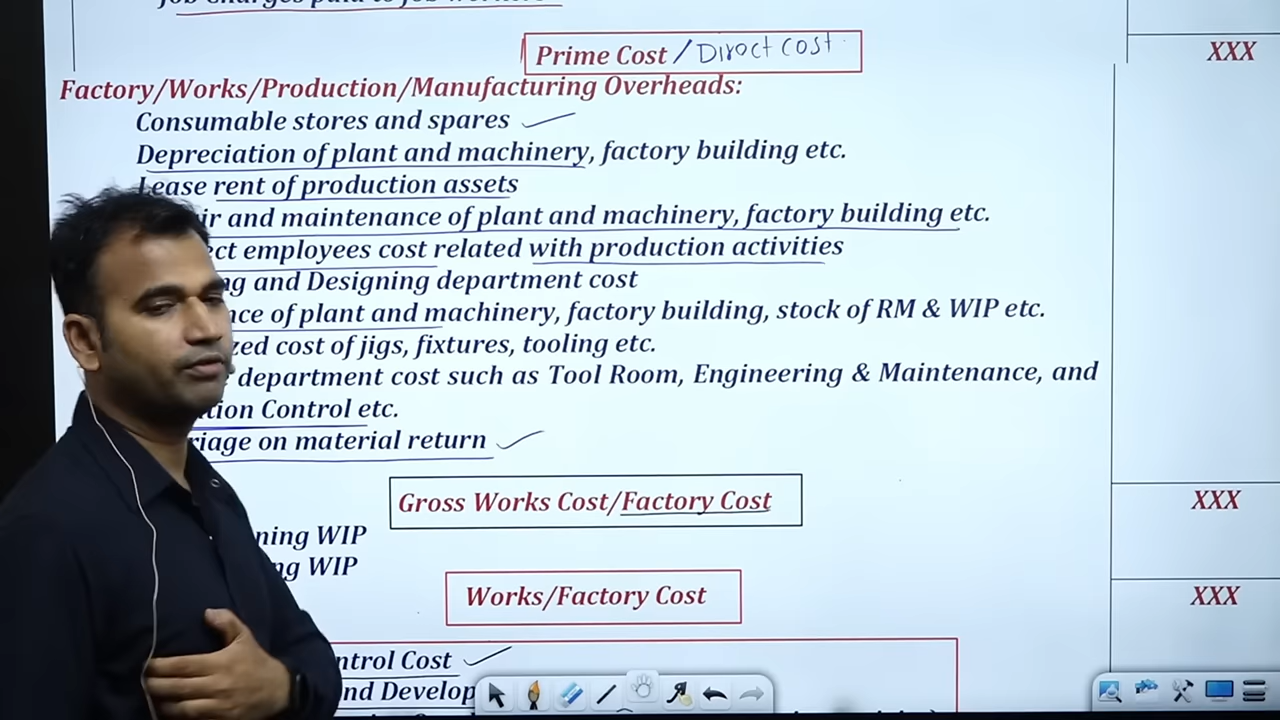 Prime Cost / Diroct cost
XXX
Factory/Works/Production/Manufacturing Overheads:
Consumable stores and spares
Depreciation of plant and machinery, factory building etc.
Lease rent of production assets
ir and maintenance of plant and machinery, factory building etc.
ect employees cost related with production activities
ng and Designing department cost
nce of plant and machinery, factory building, stock of RM & WIP etc.
zed cost of jigs, fixtures, tooling etc.
department cost such as Tool Room, Engineering & Maintenance, and
tion Control etc.
riage on material return
Gross Works Cost/Factory Cost
XXX
ning WIP
ng WIP
Works/Factory Cost
XXX
ntrol Cost
nd Develop